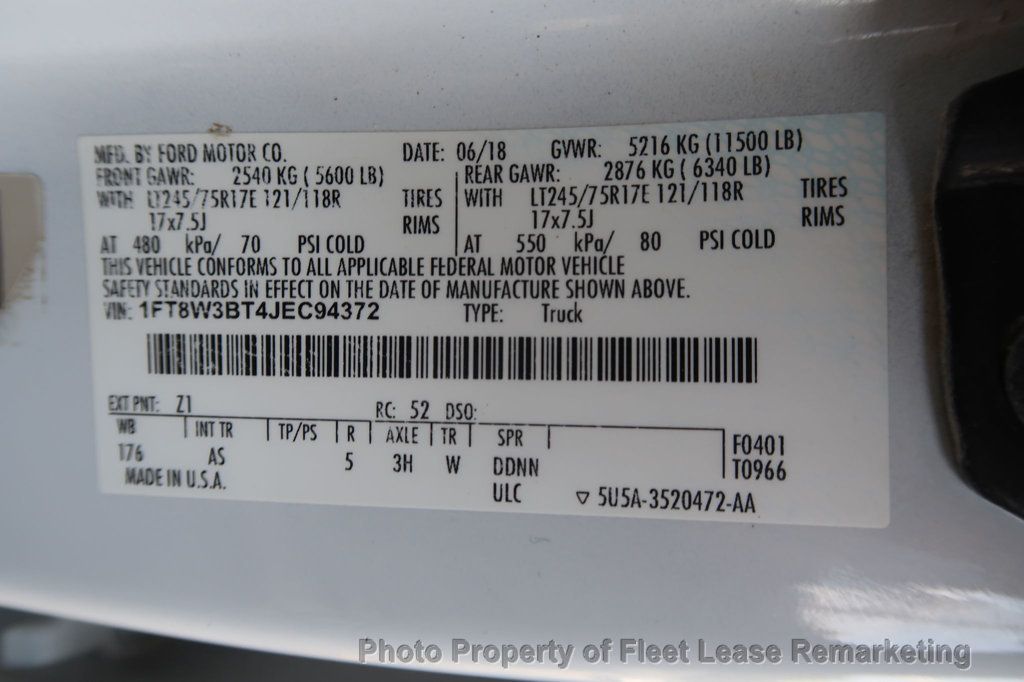 MFD. BY FORD MOTOR CO. DATE: 06/18 GVWR: 5216 KG (11500 LB)
FRONT GAWR: 2540 KG ( 5600 LB) REAR GAWR: 2876 KG ( 6340 LB)
WITH LT245/75R17E 121/118R TIRES WITH LT245/75R17E 121/118R TIRES
17x7.5J RIMS 17x7.5J RIMS
AT 480 kPa/ 70 PSI COLD AT 550 kPa/ 80 PSI COLD
THIS VEHICLE CONFORMS TO ALL APPLICABLE FEDERAL MOTOR VEHICLE
SAFETY STANDARDS IN EFFECT ON THE DATE OF MANUFACTURE SHOWN ABOVE.
VIN: 1FT8W3BT4JEC94372 TYPE: Truck
EXT PNT: Z1 RC: 52 DSO:
WB INT TR TP/PS R AXLE TR SPR F0401
176 AS 5 3H W DDNN T0966
MADE IN U.S.A. ULC ▽ 5U5A-3520472-AA
Photo Property of Fleet Lease Remarketing